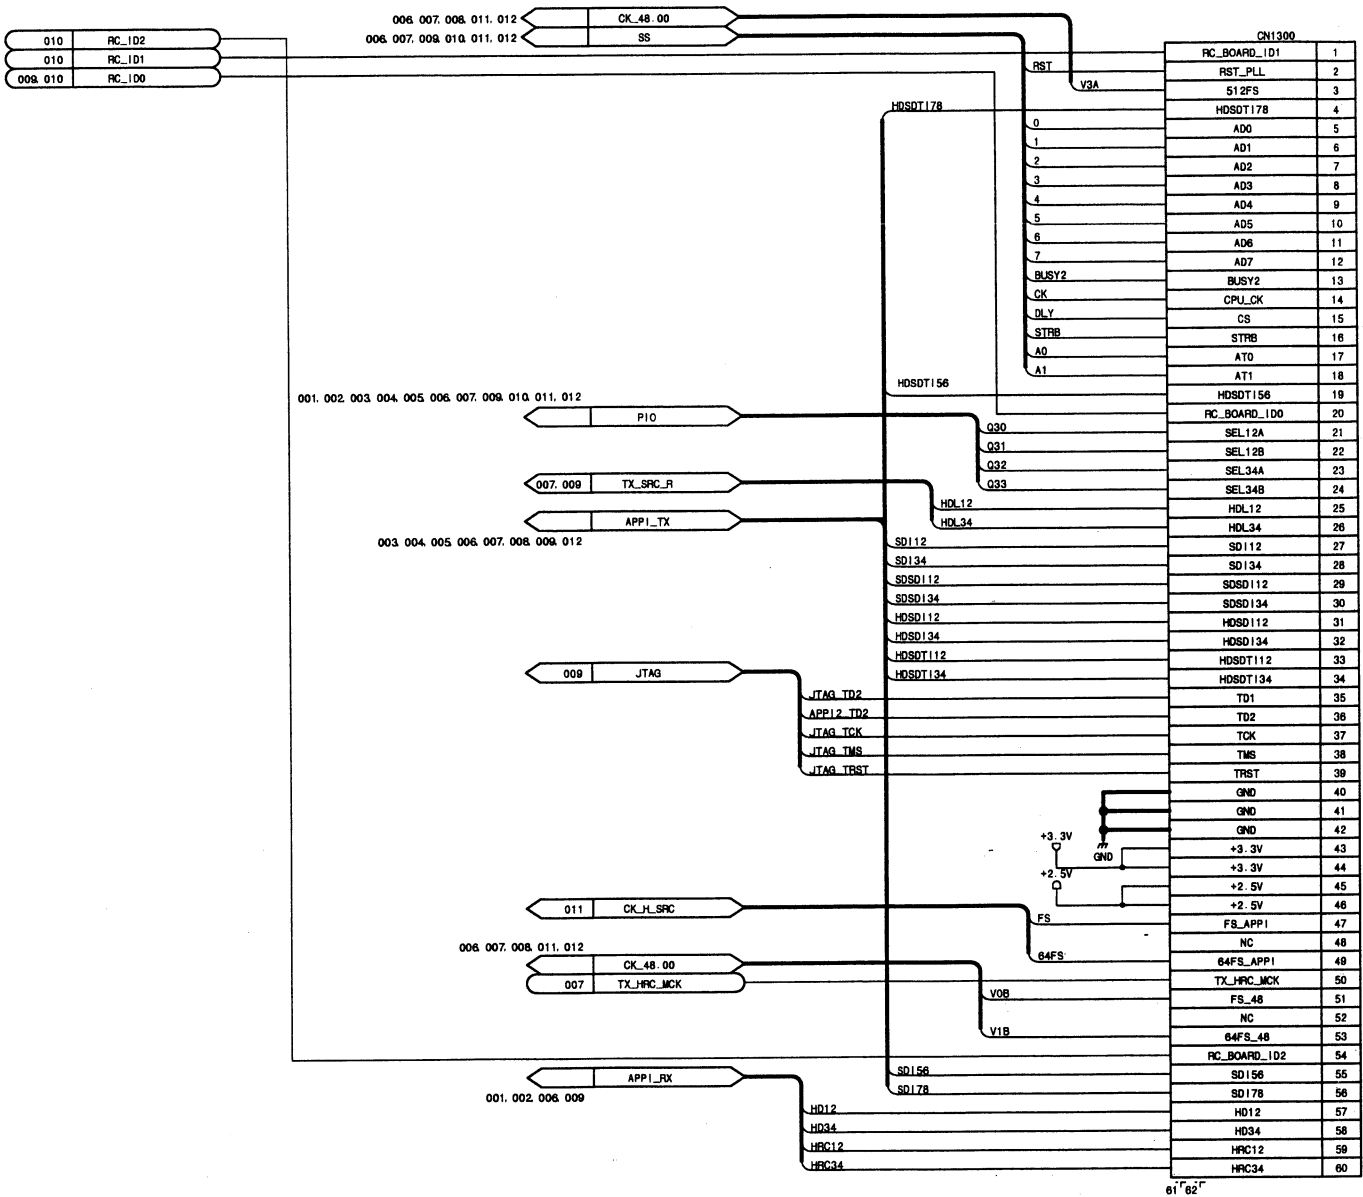 006. 007. 008. 011. 012 CK_48.00
006. 007. 009. 010. 011. 012 SS
010 RC_ID2
010 RC_ID1
009. 010 RC_ID0
CN1300
RC_BOARD_ID1 1
RST RST_PLL 2
V3A 512FS 3
HDSDTI78 HDSDTI78 4
0 AD0 5
1 AD1 6
2 AD2 7
3 AD3 8
4 AD4 9
5 AD5 10
6 AD6 11
7 AD7 12
BUSY2 BUSY2 13
CK CPU_CK 14
DLY CS 15
STRB STRB 16
A0 AT0 17
A1 AT1 18
HDSDTI56 HDSDTI56 19
001. 002. 003. 004. 005. 006. 007. 009. 010. 011. 012
PIO
RC_BOARD_ID0 20
Q30 SEL12A 21
Q31 SEL12B 22
Q32 SEL34A 23
Q33 SEL34B 24
007. 009 TX_SRC_R
HDL12 HDL12 25
HDL34 HDL34 26
APPI_TX
003. 004. 005. 006. 007. 008. 009. 012
SDI12 SDI12 27
SDI34 SDI34 28
SDSDI12 SDSDI12 29
SDSDI34 SDSDI34 30
HDSDI12 HDSDI12 31
HDSDI34 HDSDI34 32
HDSDTI12 HDSDTI12 33
HDSDTI34 HDSDTI34 34
009 JTAG
JTAG_TD2 TD1 35
APPI2_TD2 TD2 36
JTAG_TCK TCK 37
JTAG_TMS TMS 38
JTAG_TRST TRST 39
GND 40
GND 41
GND 42
GND
+3.3V
+3.3V 43
+3.3V 44
+2.5V
+2.5V 45
+2.5V 46
011 CK_H_SRC
FS FS_APPI 47
NC 48
64FS 64FS_APPI 49
006. 007. 008. 011. 012
CK_48.00
007 TX_HRC_MCK
TX_HRC_MCK 50
V0B FS_48 51
NC 52
V1B 64FS_48 53
RC_BOARD_ID2 54
SDI56 SDI56 55
SDI78 SDI78 56
APPI_RX
001. 002. 006. 009
HD12 HD12 57
HD34 HD34 58
HRC12 HRC12 59
HRC34 HRC34 60
61 62